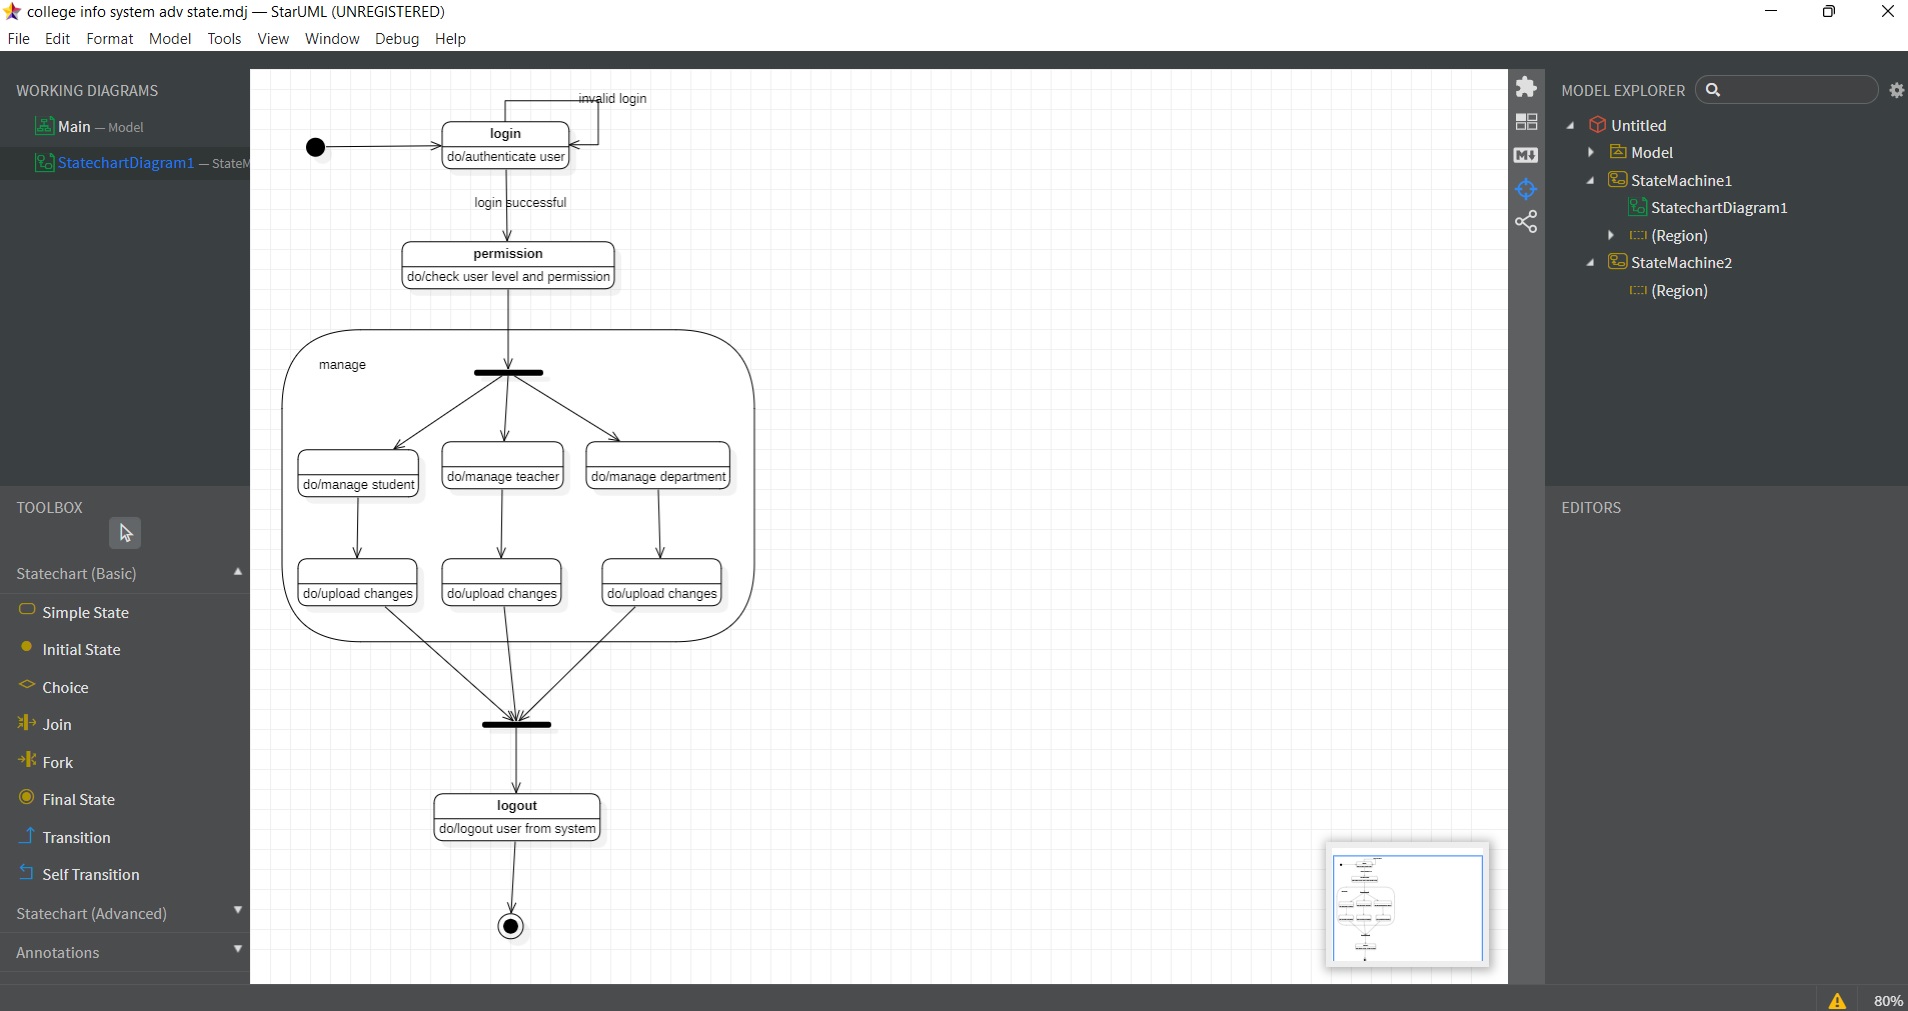 college info system adv state.mdj — StarUML (UNREGISTERED)
File Edit Format Model Tools View Window Debug Help
WORKING DIAGRAMS
Main — Model
StatechartDiagram1 — StateM
TOOLBOX
Statechart (Basic)
Simple State
Initial State
Choice
Join
Fork
Final State
Transition
Self Transition
Statechart (Advanced)
Annotations
invalid login
login
do/authenticate user
login successful
permission
do/check user level and permission
manage
do/manage student
do/manage teacher
do/manage department
do/upload changes
do/upload changes
do/upload changes
logout
do/logout user from system
MODEL EXPLORER
Untitled
Model
StateMachine1
StatechartDiagram1
(Region)
StateMachine2
(Region)
EDITORS
80%